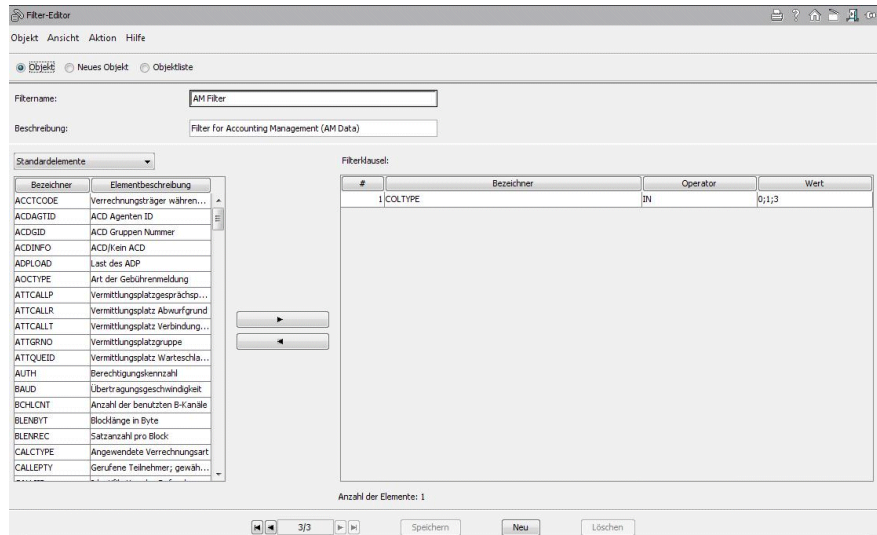 Filter-Editor
Objekt Ansicht Aktion Hilfe
Objekt Neues Objekt Objektliste
Filtername: AM Filter
Beschreibung: Filter for Accounting Management (AM Data)
Standardelemente
Filterklausel:
Bezeichner Elementbeschreibung
# Bezeichner Operator Wert
1 COLTYPE IN 0;1;3
ACCTCODE Verrechnungsträger währen...
ACDAGTID ACD Agenten ID
ACDGID ACD Gruppen Nummer
ACDINFO ACD/Kein ACD
ADPLOAD Last des ADP
AOCTYPE Art der Gebührenmeldung
ATTCALLP Vermittlungsplatzgesprächsp...
ATTCALLR Vermittlungsplatz Abwurfgrund
ATTCALLT Vermittlungsplatz Verbindung...
ATTGRNO Vermittlungsplatzgruppe
ATTQUEID Vermittlungsplatz Warteschla...
AUTH Berechtigungskennzahl
BAUD Übertragungsgeschwindigkeit
BCHLCNT Anzahl der benutzten B-Kanäle
BLENBYT Blocklänge in Byte
BLENREC Satzanzahl pro Block
CALCTYPE Angewendete Verrechnungsart
CALLEPTY Gerufene Teilnehmer; gewäh...
Anzahl der Elemente: 1
3/3 Speichern Neu Löschen